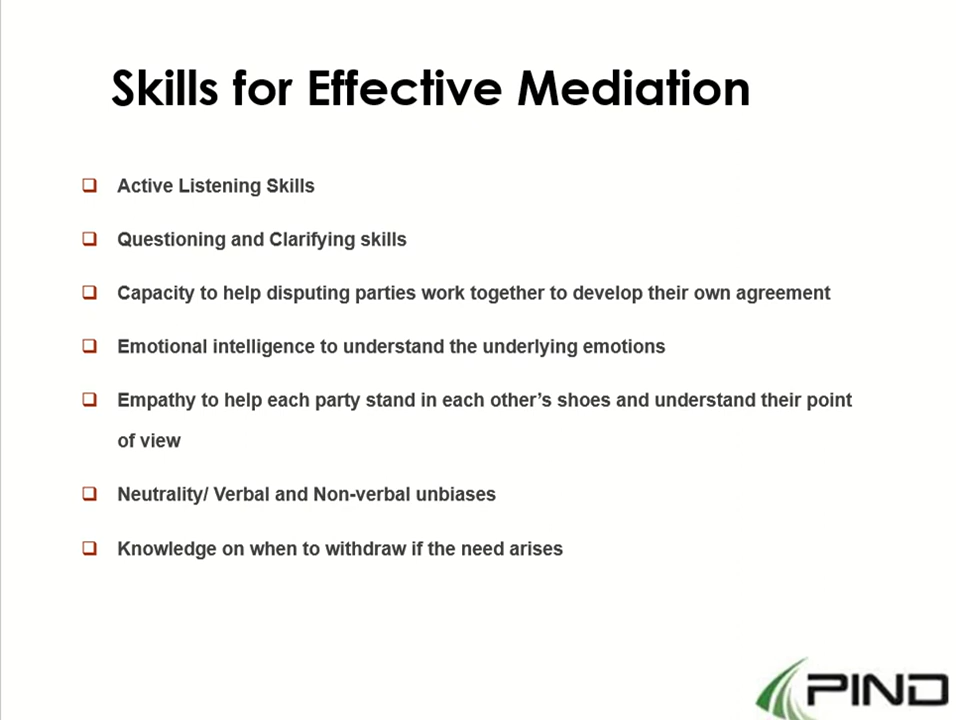 Skills for Effective Mediation
Active Listening Skills
Questioning and Clarifying skills
Capacity to help disputing parties work together to develop their own agreement
Emotional intelligence to understand the underlying emotions
Empathy to help each party stand in each other’s shoes and understand their point
of view
Neutrality/ Verbal and Non-verbal unbiases
Knowledge on when to withdraw if the need arises
PIND